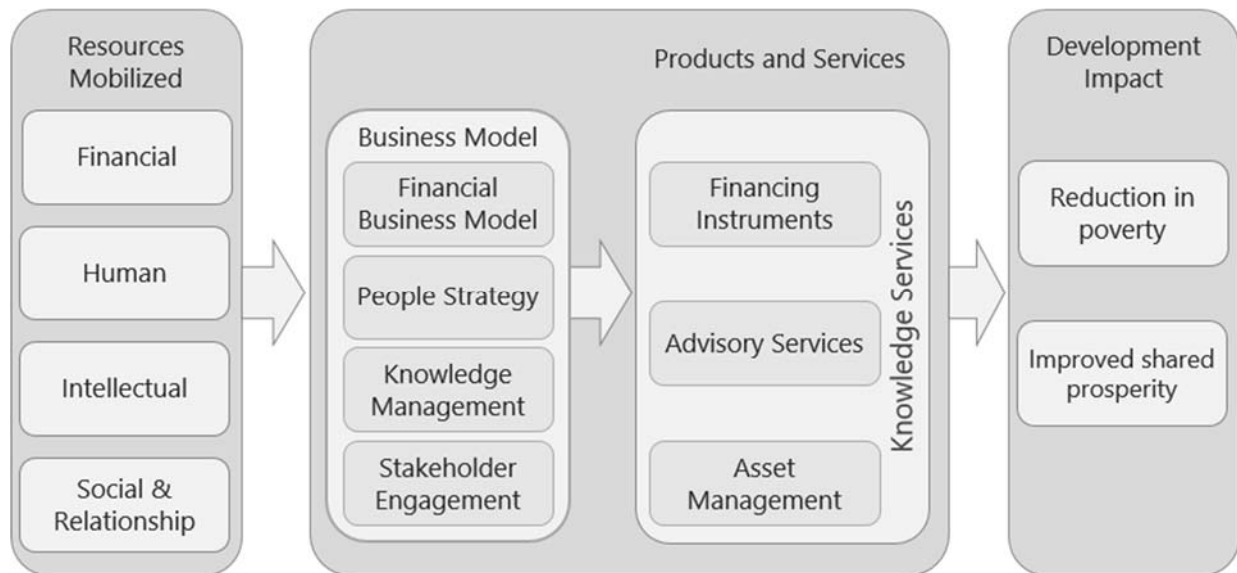 Resources
Mobilized
Financial
Human
Intellectual
Social &
Relationship
Products and Services
Business Model
Financial
Business Model
People Strategy
Knowledge
Management
Stakeholder
Engagement
Financing
Instruments
Advisory Services
Asset
Management
Knowledge Services
Development
Impact
Reduction in
poverty
Improved shared
prosperity